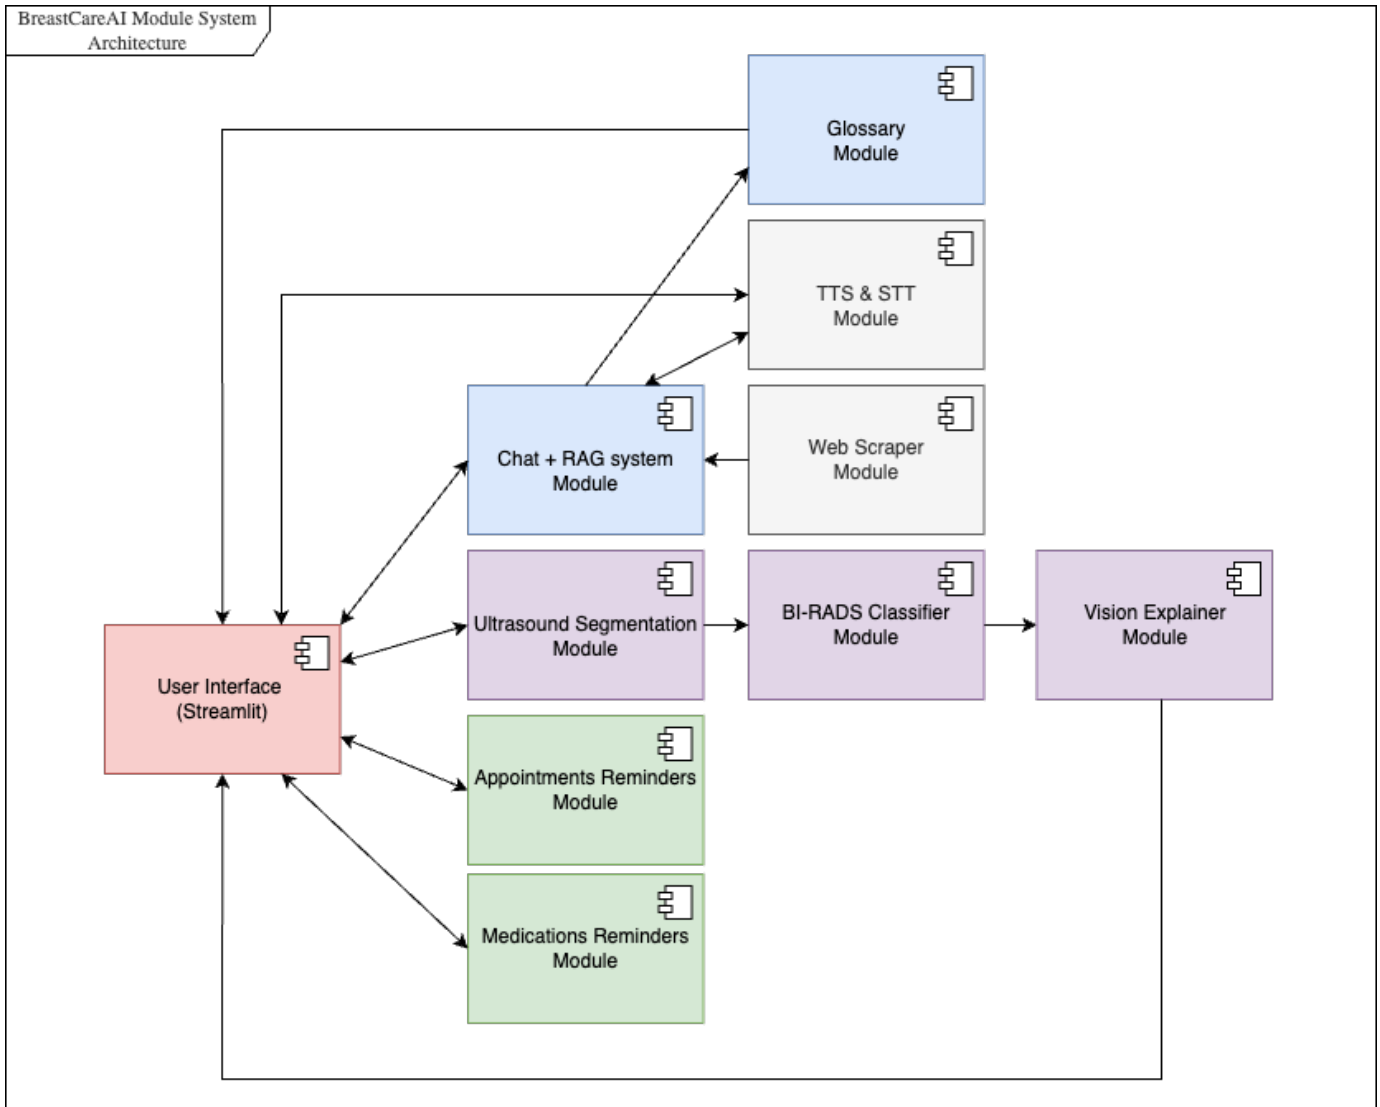 BreastCareAI Module System
Architecture
Glossary
Module
TTS & STT
Module
Chat + RAG system
Module
Web Scraper
Module
Ultrasound Segmentation
Module
BI-RADS Classifier
Module
Vision Explainer
Module
User Interface
(Streamlit)
Appointments Reminders
Module
Medications Reminders
Module